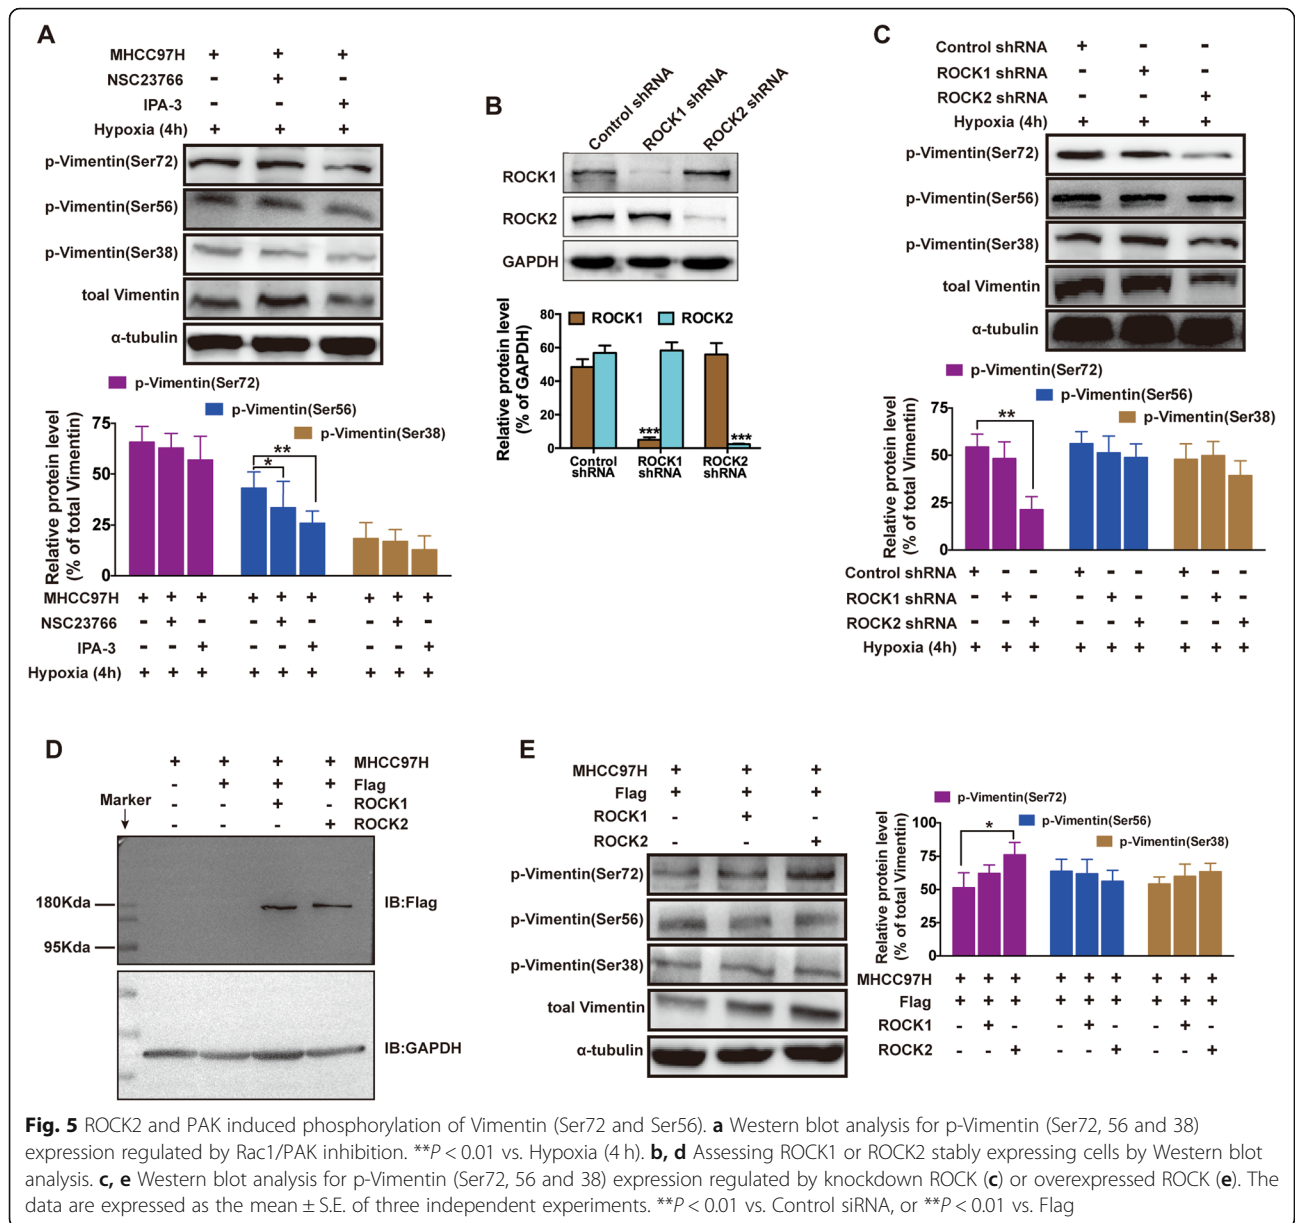 A
MHCC97H + + +
NSC23766 - + -
IPA-3 - - +
Hypoxia (4h) + + +
p-Vimentin(Ser72)
p-Vimentin(Ser56)
p-Vimentin(Ser38)
toal Vimentin
α-tubulin
p-Vimentin(Ser72)
p-Vimentin(Ser56)
p-Vimentin(Ser38)
Relative protein level
(% of total Vimentin)
75
50
25
0
* **
MHCC97H + + + + + + + + +
NSC23766 - + - - + - - + -
IPA-3 - - + - - + - - +
Hypoxia (4h) + + + + + + + + +
B
Control shRNA
ROCK1 shRNA
ROCK2 shRNA
ROCK1
ROCK2
GAPDH
ROCK1 ROCK2
Relative protein level
(% of GAPDH)
80
60
40
20
0
*** ***
Control shRNA
ROCK1 shRNA
ROCK2 shRNA
C
Control shRNA + - -
ROCK1 shRNA - + -
ROCK2 shRNA - - +
Hypoxia (4h) + + +
p-Vimentin(Ser72)
p-Vimentin(Ser56)
p-Vimentin(Ser38)
toal Vimentin
α-tubulin
p-Vimentin(Ser72)
p-Vimentin(Ser56)
p-Vimentin(Ser38)
Relative protein level
(% of total Vimentin)
75
50
25
0
**
Control shRNA + - - + - - + - -
ROCK1 shRNA - + - - + - - + -
ROCK2 shRNA - - + - - + - - +
Hypoxia (4h) + + + + + + + + +
D
+ + + + MHCC97H
- + + + Flag
- - + - ROCK1
- - - + ROCK2
Marker
180Kda
95Kda
IB:Flag
IB:GAPDH
E
MHCC97H + + +
Flag + + +
ROCK1 - + -
ROCK2 - - +
p-Vimentin(Ser72)
p-Vimentin(Ser56)
p-Vimentin(Ser38)
toal Vimentin
α-tubulin
p-Vimentin(Ser72)
p-Vimentin(Ser56)
p-Vimentin(Ser38)
Relative protein level
(% of total Vimentin)
100
75
50
25
0
*
MHCC97H + + + + + + + + +
Flag + + + + + + + + +
ROCK1 - + - - + - - + -
ROCK2 - - + - - + - - +
Fig. 5 ROCK2 and PAK induced phosphorylation of Vimentin (Ser72 and Ser56). a Western blot analysis for p-Vimentin (Ser72, 56 and 38)
expression regulated by Rac1/PAK inhibition. **P < 0.01 vs. Hypoxia (4 h). b, d Assessing ROCK1 or ROCK2 stably expressing cells by Western blot
analysis. c, e Western blot analysis for p-Vimentin (Ser72, 56 and 38) expression regulated by knockdown ROCK (c) or overexpressed ROCK (e). The
data are expressed as the mean ± S.E. of three independent experiments. **P < 0.01 vs. Control siRNA, or **P < 0.01 vs. Flag